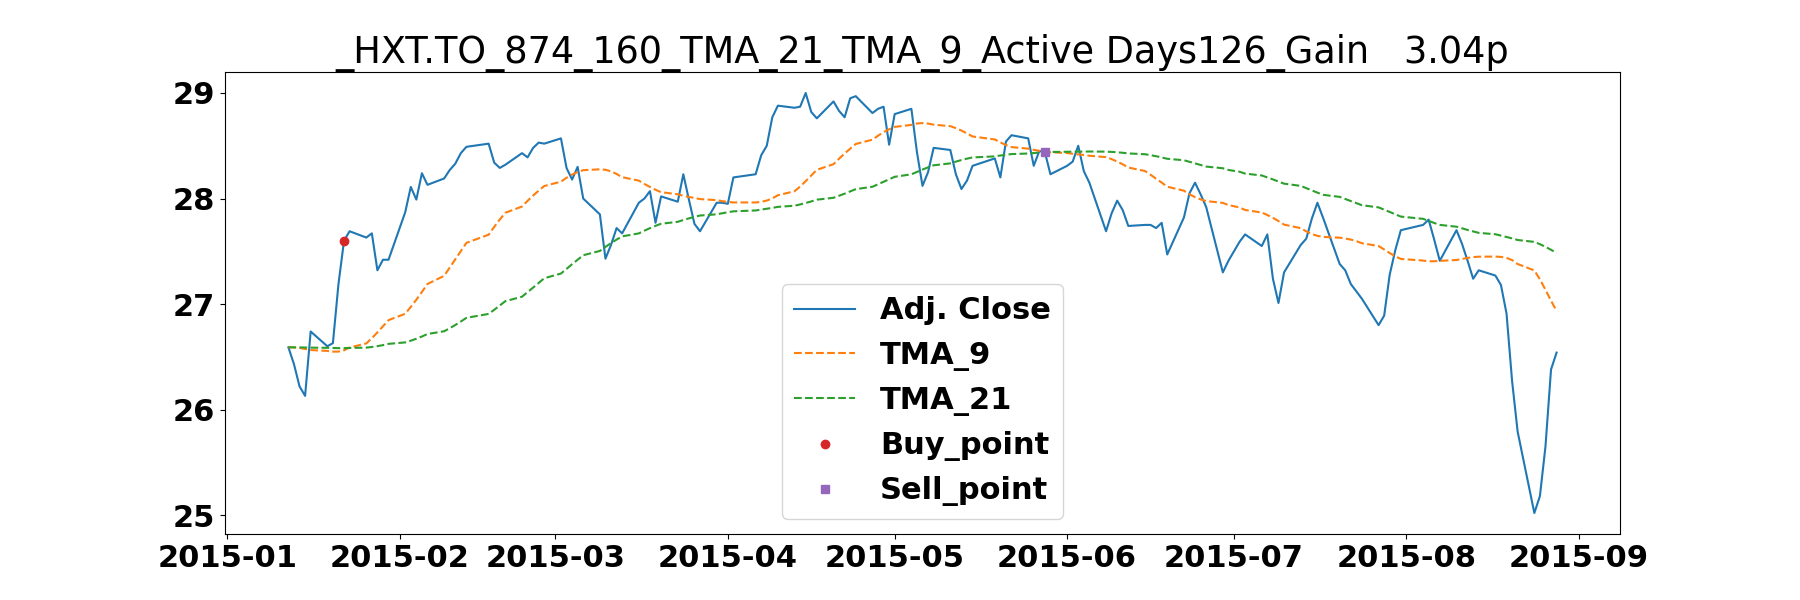 _HXT.TO_874_160_TMA_21_TMA_9_Active Days126_Gain   3.04p
29
28
27
26
25
Adj. Close
TMA_9
TMA_21
Buy_point
Sell_point
2015-01 2015-02 2015-03 2015-04 2015-05 2015-06 2015-07 2015-08 2015-09